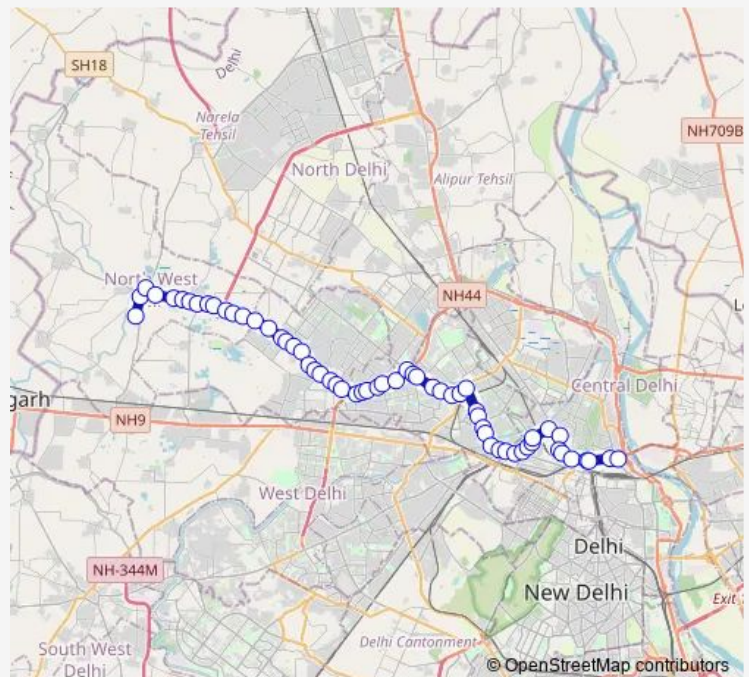 SH18
Delhi
Narela
Tehsil
NH709B
North Delhi
Alipur Tehsil
North West
NH44
Central Delhi
garh
NH9
West Delhi
Delhi
NH-344M
New Delhi
Exit 1
South West
Delhi
Delhi Cantonment
© OpenStreetMap contributors